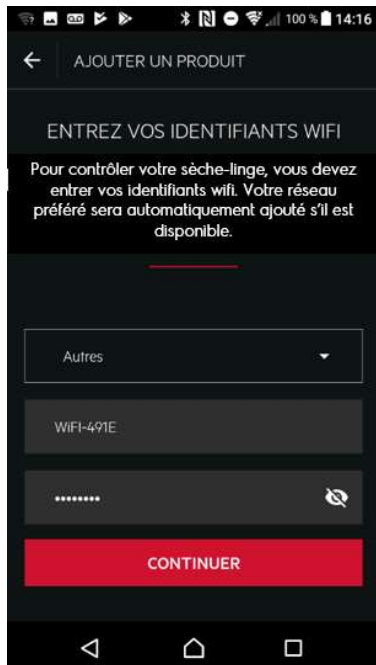 100 % 14:16
AJOUTER UN PRODUIT
ENTREZ VOS IDENTIFIANTS WIFI
Pour contrôler votre sèche-linge, vous devez
entrer vos identifiants wifi. Votre réseau
préféré sera automatiquement ajouté s'il est
disponible.
Autres
WiFI-491E
••••••••
CONTINUER